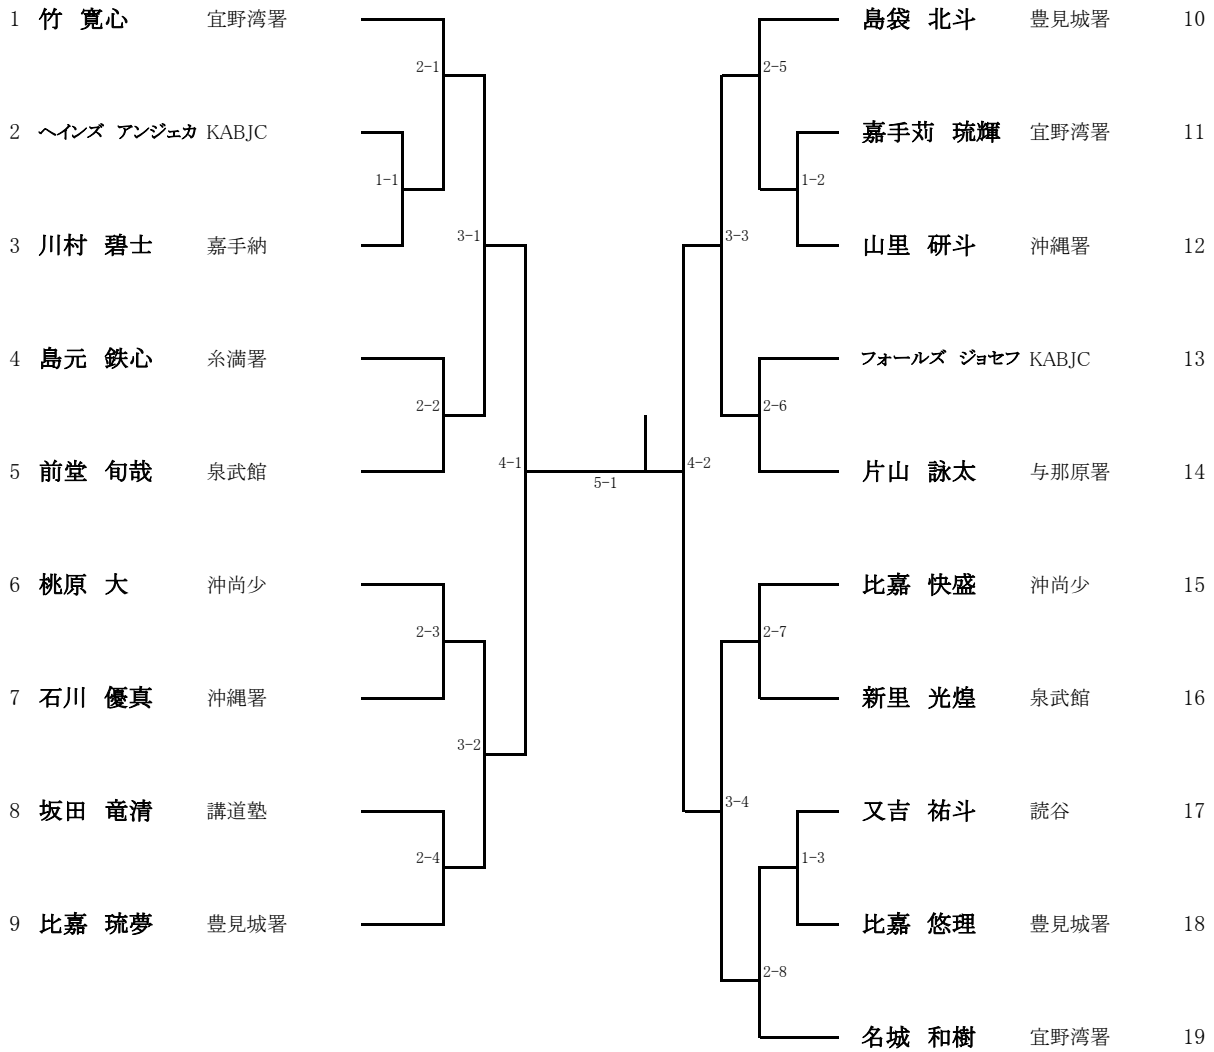 1 竹 寛心 宜野湾署
2-1
2 ヘインズ アンジェカ KABJC
1-1
3 川村 碧士 嘉手納
3-1
4 島元 鉄心 糸満署
2-2
5 前堂 旬哉 泉武館
4-1
5-1
6 桃原 大 沖尚少
2-3
7 石川 優真 沖縄署
3-2
8 坂田 竜清 講道塾
2-4
9 比嘉 琉夢 豊見城署
島袋 北斗 豊見城署 10
2-5
嘉手苅 琉輝 宜野湾署 11
1-2
山里 研斗 沖縄署 12
3-3
フォールズ ジョセフ KABJC 13
2-6
片山 詠太 与那原署 14
4-2
比嘉 快盛 沖尚少 15
2-7
新里 光煌 泉武館 16
3-4
又吉 祐斗 読谷 17
1-3
比嘉 悠理 豊見城署 18
2-8
名城 和樹 宜野湾署 19